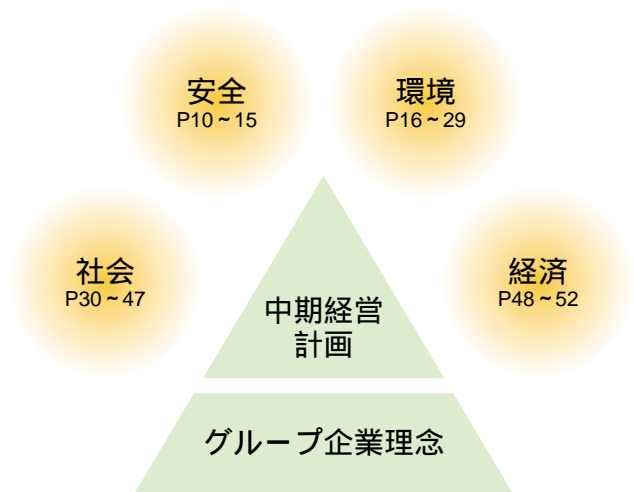 安全
P10～15
環境
P16～29
社会
P30～47
経済
P48～52
中期経営
計画
グループ企業理念